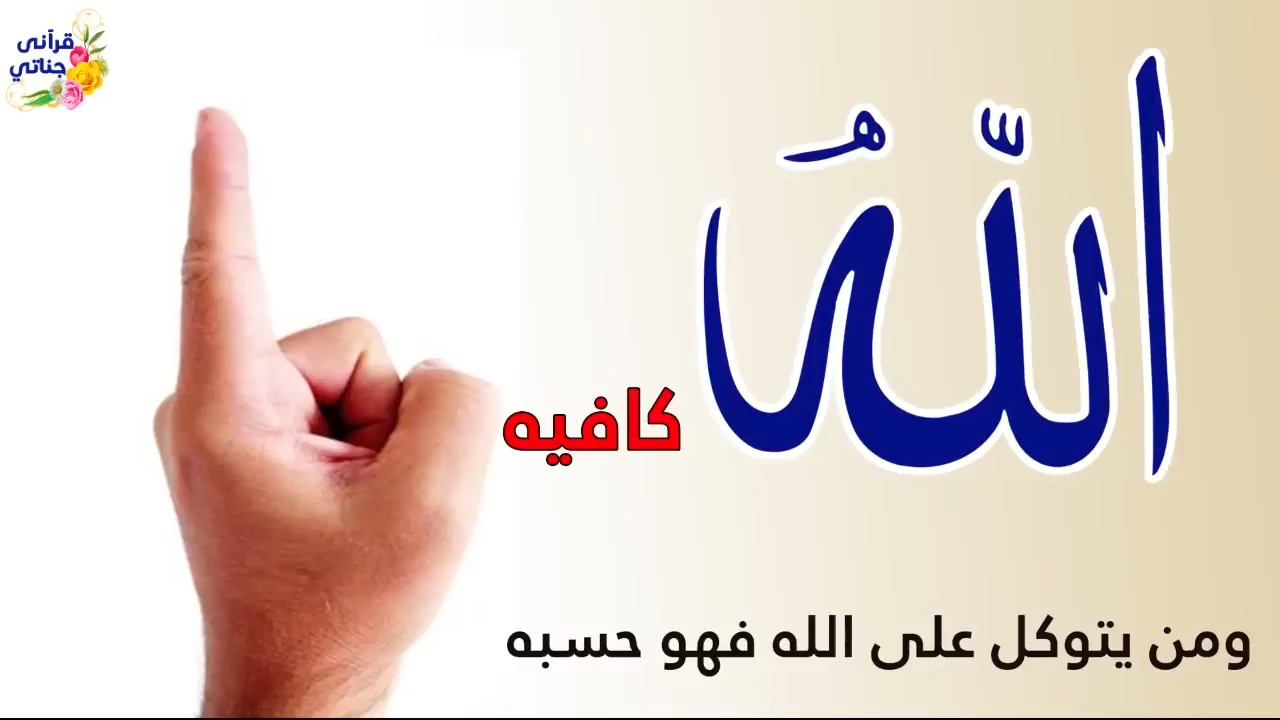 قرآنى
جناتي
اللهُ
كافيه
ومن يتوكل على الله فهو حسبه